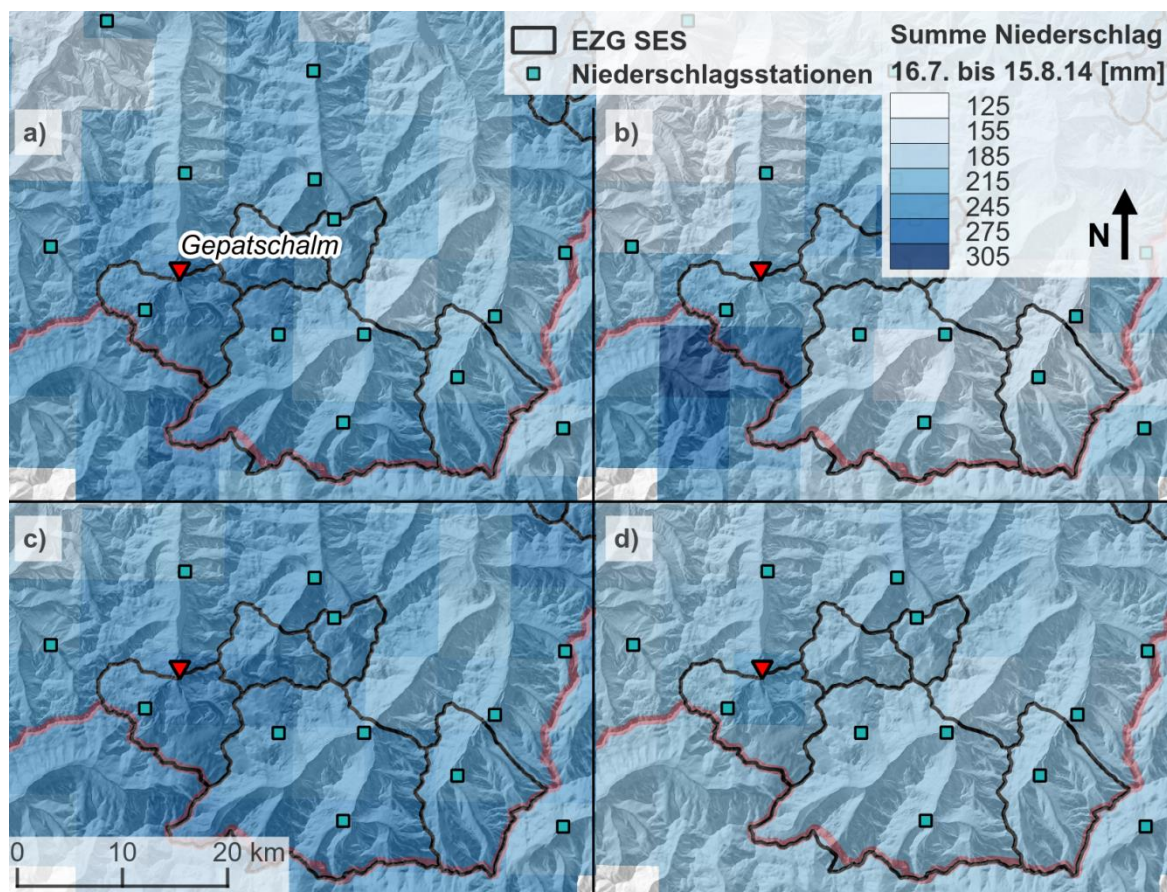 a)
b)
EZG SES
Niederschlagsstationen
Summe Niederschlag
16.7. bis 15.8.14 [mm]
125
155
185
215
245
275
305
N
Gepatschalm
c)
d)
0 10 20 km